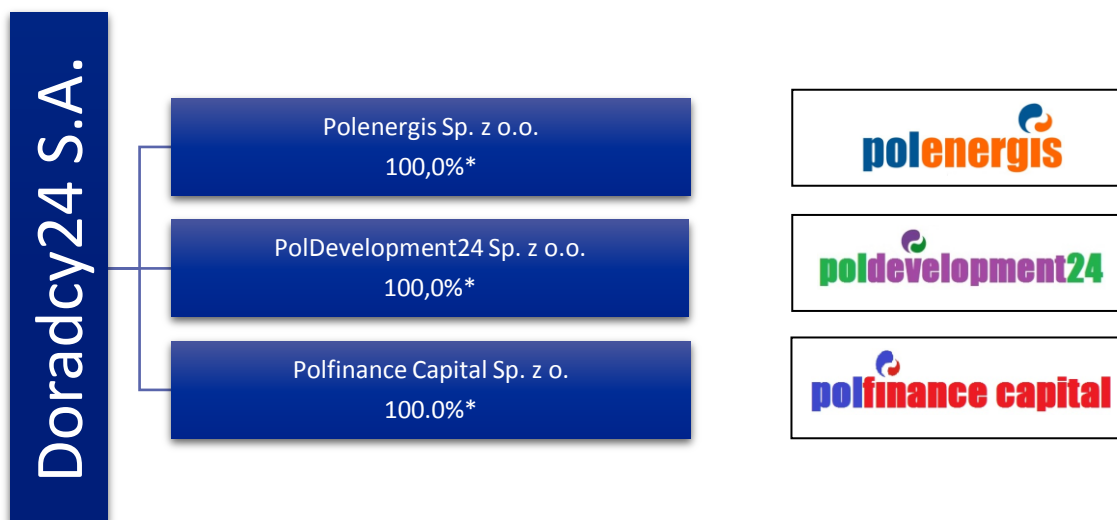 Doradcy24 S.A.
Polenergis Sp. z o.o.
100,0%*
polenergis
PolDevelopment24 Sp. z o.o.
100,0%*
poldevelopment24
Polfinance Capital Sp. z o.
100.0%*
polfinance capital